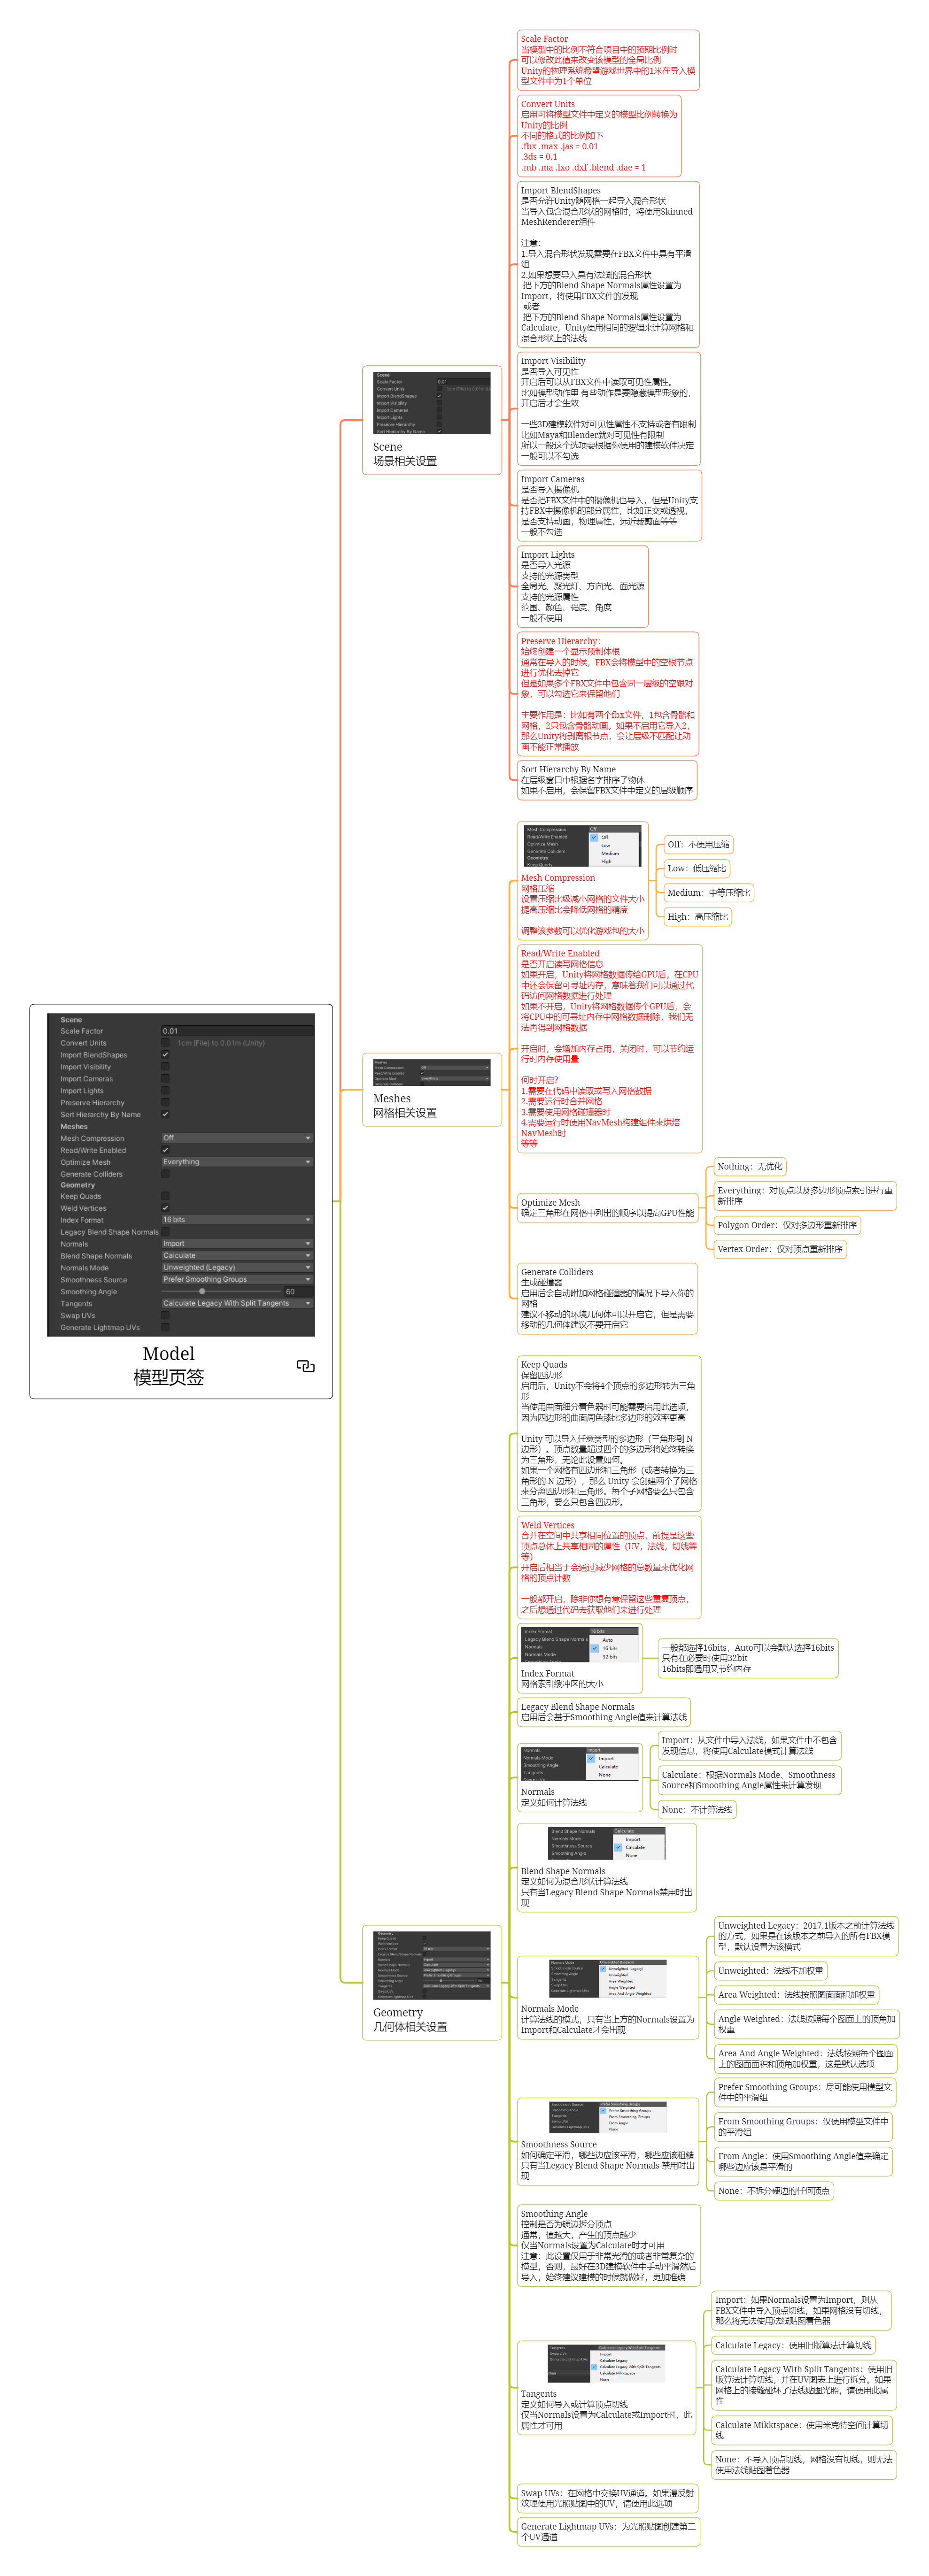 Scene
Scale Factor
0.01
Convert Units
1cm (File) to 0.01m (Unity)
Import BlendShapes
Import Visibility
Import Cameras
Import Lights
Preserve Hierarchy
Sort Hierarchy By Name
Meshes
Mesh Compression
Off
Read/Write Enabled
Optimize Mesh
Everything
Generate Colliders
Geometry
Keep Quads
Weld Vertices
Index Format
16 bits
Legacy Blend Shape Normals
Normals
Import
Blend Shape Normals
Calculate
Normals Mode
Unweighted (Legacy)
Smoothness Source
Prefer Smoothing Groups
Smoothing Angle
60
Tangents
Calculate Legacy With Split Tangents
Swap UVs
Generate Lightmap UVs
Model
模型页签
Scene
场景相关设置
Scale Factor
当模型中的比例不符合项目中的预期比例时
可以修改此值来改变该模型的全局比例
Unity的物理系统希望游戏世界中的1米在导入模
型文件中为1个单位
Convert Units
启用可将模型文件中定义的模型比例转换为
Unity的比例
不同的格式的比例如下
.fbx .max .jas = 0.01
.3ds = 0.1
.mb .ma .lxo .dxf .blend .dae = 1
Import BlendShapes
是否允许Unity随网格一起导入混合形状
当导入包含混合形状的网格时，将使用Skinned
MeshRenderer组件
注意：
1.导入混合形状发现需要在FBX文件中具有平滑
组
2.如果想要导入具有法线的混合形状
把下方的Blend Shape Normals属性设置为
Import，将使用FBX文件的发现
或者
把下方的Blend Shape Normals属性设置为
Calculate，Unity使用相同的逻辑来计算网格和
混合形状上的法线
Import Visibility
是否导入可见性
开启后可以从FBX文件中读取可见性属性。
比如模型动作里 有些动作是要隐藏模型形象的，
开启后才会生效
一些3D建模软件对可见性属性不支持或者有限制
比如Maya和Blender就对可见性有限制
所以一般这个选项要根据你使用的建模软件决定
一般可以不勾选
Import Cameras
是否导入摄像机
是否把FBX文件中的摄像机也导入，但是Unity支
持FBX中摄像机的部分属性，比如正交或透视，
是否支持动画，物理属性，远近裁剪面等等
一般不勾选
Import Lights
是否导入光源
支持的光源类型
全局光、聚光灯、方向光、面光源
支持的光源属性
范围、颜色、强度、角度
一般不使用
Preserve Hierarchy：
始终创建一个显示预制体根
通常在导入的时候，FBX会将模型中的空根节点
进行优化去掉它
但是如果多个FBX文件中包含同一层级的空跟对
象，可以勾选它来保留他们
主要作用是：比如有两个fbx文件，1包含骨骼和
网格，2只包含骨骼动画。如果不启用它导入2，
那么Unity将剥离根节点，会让层级不匹配让动
画不能正常播放
Sort Hierarchy By Name
在层级窗口中根据名字排序子物体
如果不启用，会保留FBX文件中定义的层级顺序
Meshes
网格相关设置
Mesh Compression
网格压缩
设置压缩比级减小网格的文件大小
提高压缩比会降低网格的精度
调整该参数可以优化游戏包的大小
Off：不使用压缩
Low：低压缩比
Medium：中等压缩比
High：高压缩比
Read/Write Enabled
是否开启读写网格信息
如果开启，Unity将网格数据传给GPU后，在CPU
中还会保留可寻址内存，意味着我们可以通过代
码访问网格数据进行处理
如果不开启，Unity将网格数据传个GPU后，会
将CPU中的可寻址内存中网格数据删除，我们无
法再得到网格数据
开启时，会增加内存占用，关闭时，可以节约运
行时内存使用量
何时开启？
1.需要在代码中读取或写入网格数据
2.需要运行时合并网格
3.需要使用网格碰撞器时
4.需要运行时使用NavMesh构建组件来烘焙
NavMesh时
等等
Optimize Mesh
确定三角形在网格中列出的顺序以提高GPU性能
Nothing：无优化
Everything：对顶点以及多边形顶点索引进行重
新排序
Polygon Order：仅对多边形重新排序
Vertex Order：仅对顶点重新排序
Generate Colliders
生成碰撞器
启用后会自动附加网格碰撞器的情况下导入你的
网格
建议不移动的环境几何体可以开启它，但是需要
移动的几何体建议不要开启它
Geometry
几何体相关设置
Keep Quads
保留四边形
启用后，Unity不会将4个顶点的多边形转为三角
形
当使用曲面细分着色器时可能需要启用此选项，
因为四边形的曲面周色漆比多边形的效率更高
Unity 可以导入任意类型的多边形（三角形到 N
边形）。顶点数量超过四个的多边形将始终转换
为三角形，无论此设置如何。
如果一个网格有四边形和三角形（或者转换为三
角形的 N 边形），那么 Unity 会创建两个子网格
来分离四边形和三角形。每个子网格要么只包含
三角形，要么只包含四边形。
Weld Vertices
合并在空间中共享相同位置的顶点，前提是这些
顶点总体上共享相同的属性（UV，法线，切线等
等）
开启后相当于会通过减少网格的总数量来优化网
格的顶点计数
一般都开启，除非你想有意保留这些重复顶点，
之后想通过代码去获取他们来进行处理
Index Format
网格索引缓冲区的大小
一般都选择16bits，Auto可以会默认选择16bits
只有在必要时使用32bit
16bits即通用又节约内存
Legacy Blend Shape Normals
启用后会基于Smoothing Angle值来计算法线
Normals
定义如何计算法线
Import：从文件中导入法线，如果文件中不包含
发现信息，将使用Calculate模式计算法线
Calculate：根据Normals Mode、Smoothness
Source和Smoothing Angle属性来计算发现
None：不计算法线
Blend Shape Normals
定义如何为混合形状计算法线
只有当Legacy Blend Shape Normals禁用时出
现
Normals Mode
计算法线的模式，只有当上方的Normals设置为
Import和Calculate才会出现
Unweighted Legacy：2017.1版本之前计算法线
的方式，如果是在该版本之前导入的所有FBX模
型，默认设置为该模式
Unweighted：法线不加权重
Area Weighted：法线按照图面面积加权重
Angle Weighted：法线按照每个图面上的顶角加
权重
Area And Angle Weighted：法线按照每个图面
上的图面面积和顶角加权重，这是默认选项
Smoothness Source
如何确定平滑，哪些边应该平滑，哪些应该粗糙
只有当Legacy Blend Shape Normals 禁用时出
现
Prefer Smoothing Groups：尽可能使用模型文
件中的平滑组
From Smoothing Groups：仅使用模型文件中
的平滑组
From Angle：使用Smoothing Angle值来确定
哪些边应该是平滑的
None：不拆分硬边的任何顶点
Smoothing Angle
控制是否为硬边拆分顶点
通常，值越大，产生的顶点越少
仅当Normals设置为Calculate时才可用
注意：此设置仅用于非常光滑的或者非常复杂的
模型，否则，最好在3D建模软件中手动平滑然后
导入，始终建议建模的时候就做好，更加准确
Tangents
定义如何导入或计算顶点切线
仅当Normals设置为Calculate或Import时，此
属性才可用
Import：如果Normals设置为Import，则从
FBX文件中导入顶点切线，如果网格没有切线，
那么将无法使用法线贴图着色器
Calculate Legacy：使用旧版算法计算切线
Calculate Legacy With Split Tangents：使用旧
版算法计算切线，并在UV图表上进行拆分。如果
网格上的接缝破坏了法线贴图光照，请使用此属
性
Calculate Mikktspace：使用米克特空间计算切
线
None：不导入顶点切线，网格没有切线，则无法
使用法线贴图着色器
Swap UVs：在网格中交换UV通道。如果漫反射
纹理使用光照贴图中的UV，请使用此选项
Generate Lightmap UVs：为光照贴图创建第二
个UV通道